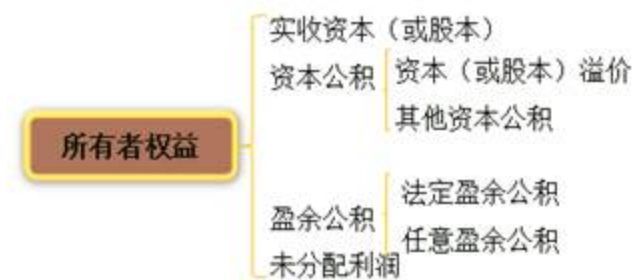 所有者权益
实收资本（或股本）
资本公积
资本（或股本）溢价
其他资本公积
盈余公积
法定盈余公积
任意盈余公积
未分配利润